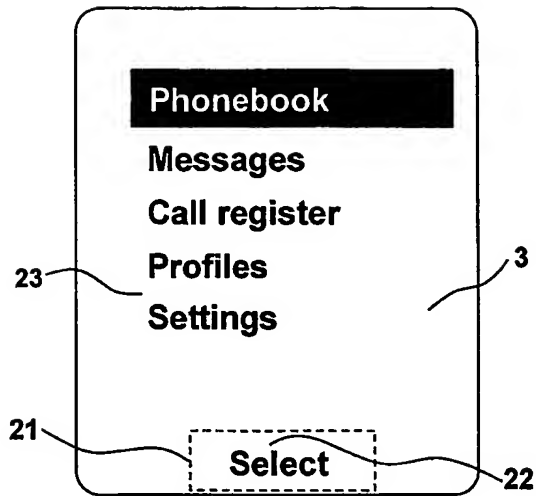 Phonebook
Messages
Call register
Profiles
23
3
Settings
21
Select
22